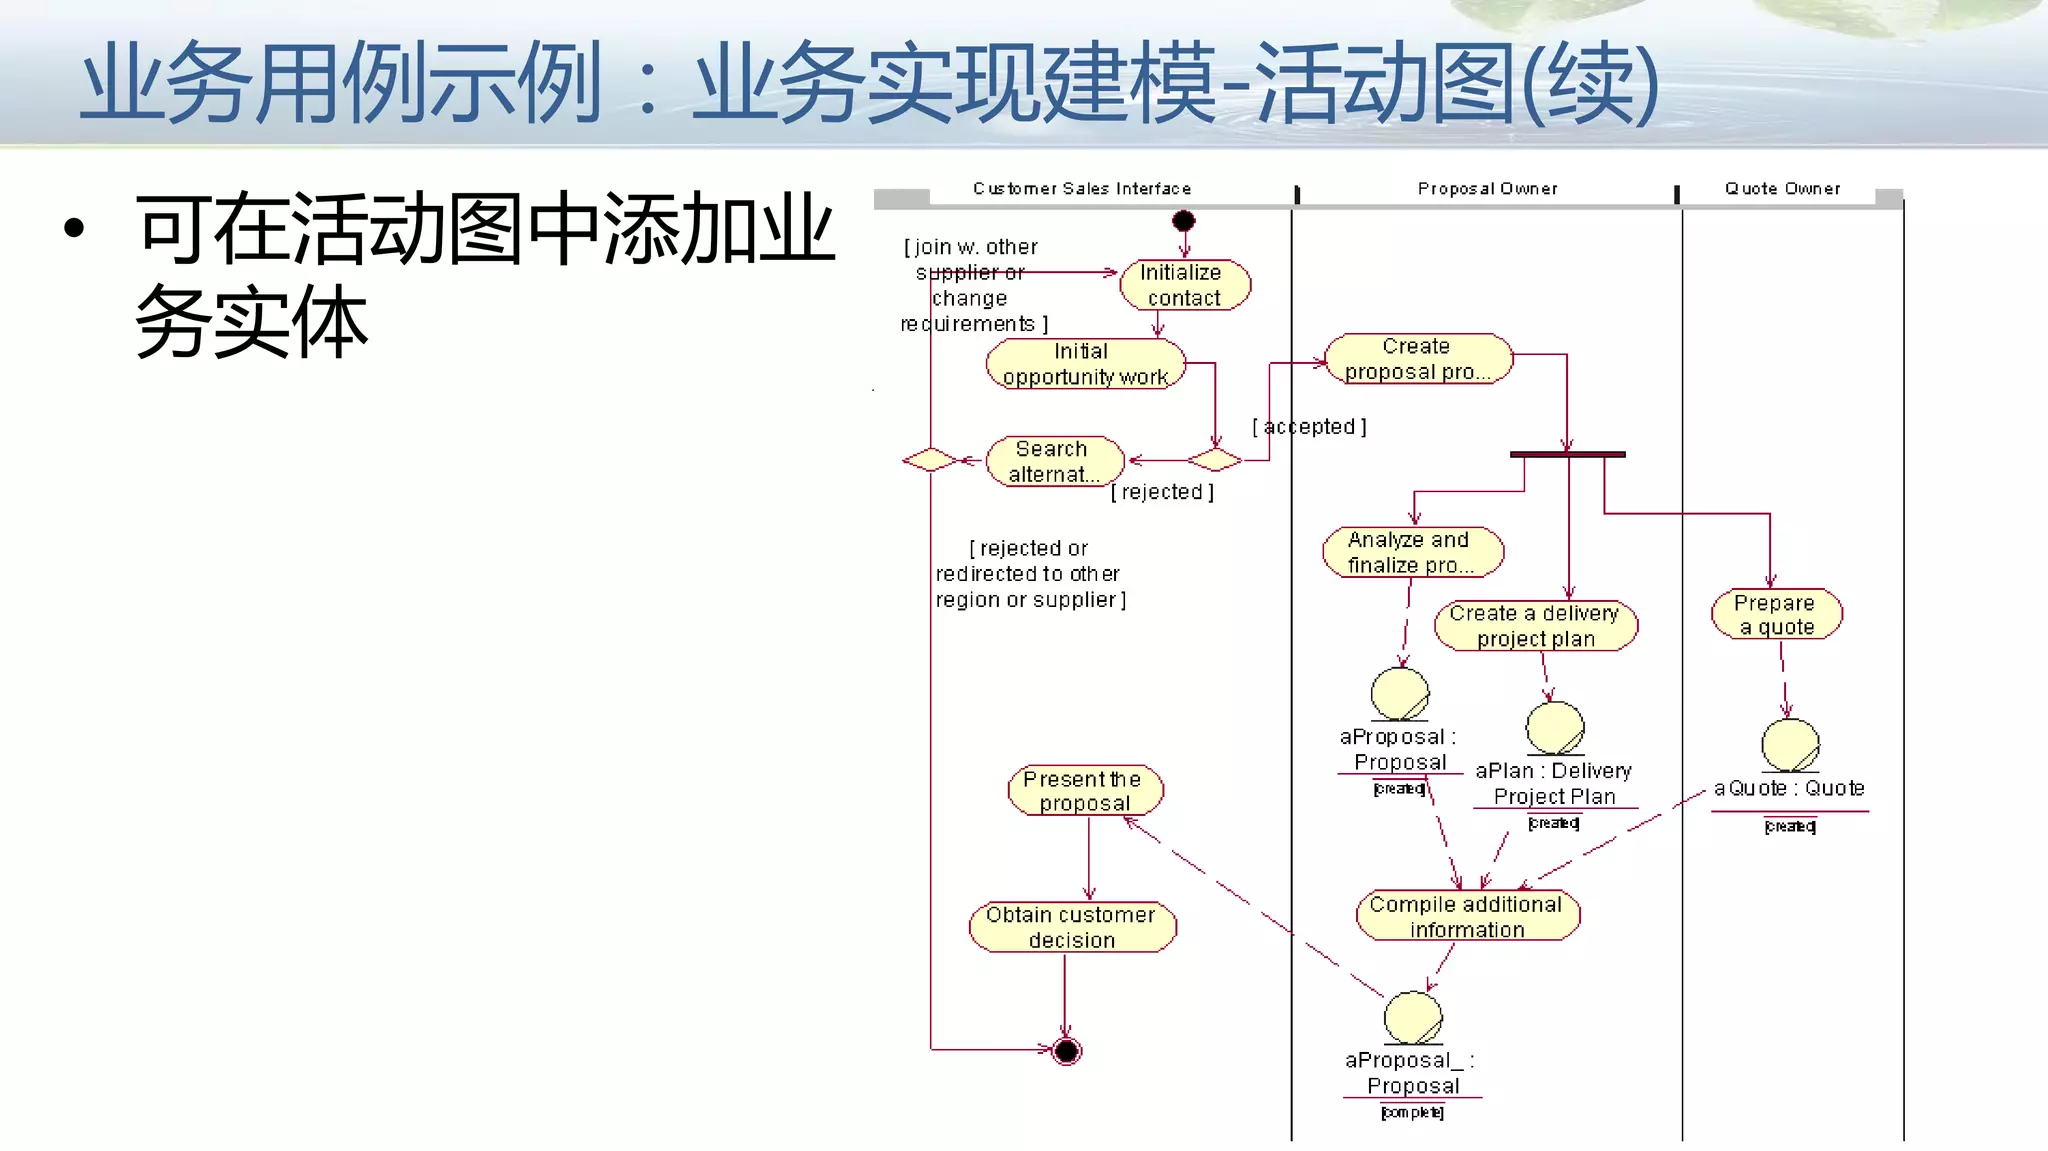 业务用例示例：业务实现建模-活动图(续)
• 可在活动图中添加业
务实体
Customer Sales Interface
Proposal Owner
Quote Owner
[ join w. other
supplier or
change
requirements ]
Initialize
contact
Initial
opportunity work
Create
proposal pro...
[ accepted ]
Search
alternat...
[ rejected ]
[ rejected or
redirected to other
region or supplier ]
Analyze and
finalize pro...
Create a delivery
project plan
Prepare
a quote
aProposal :
Proposal
[created]
aPlan : Delivery
Project Plan
[created]
aQuote : Quote
[created]
Present the
proposal
Compile additional
information
Obtain customer
decision
aProposal_ :
Proposal
[complete]